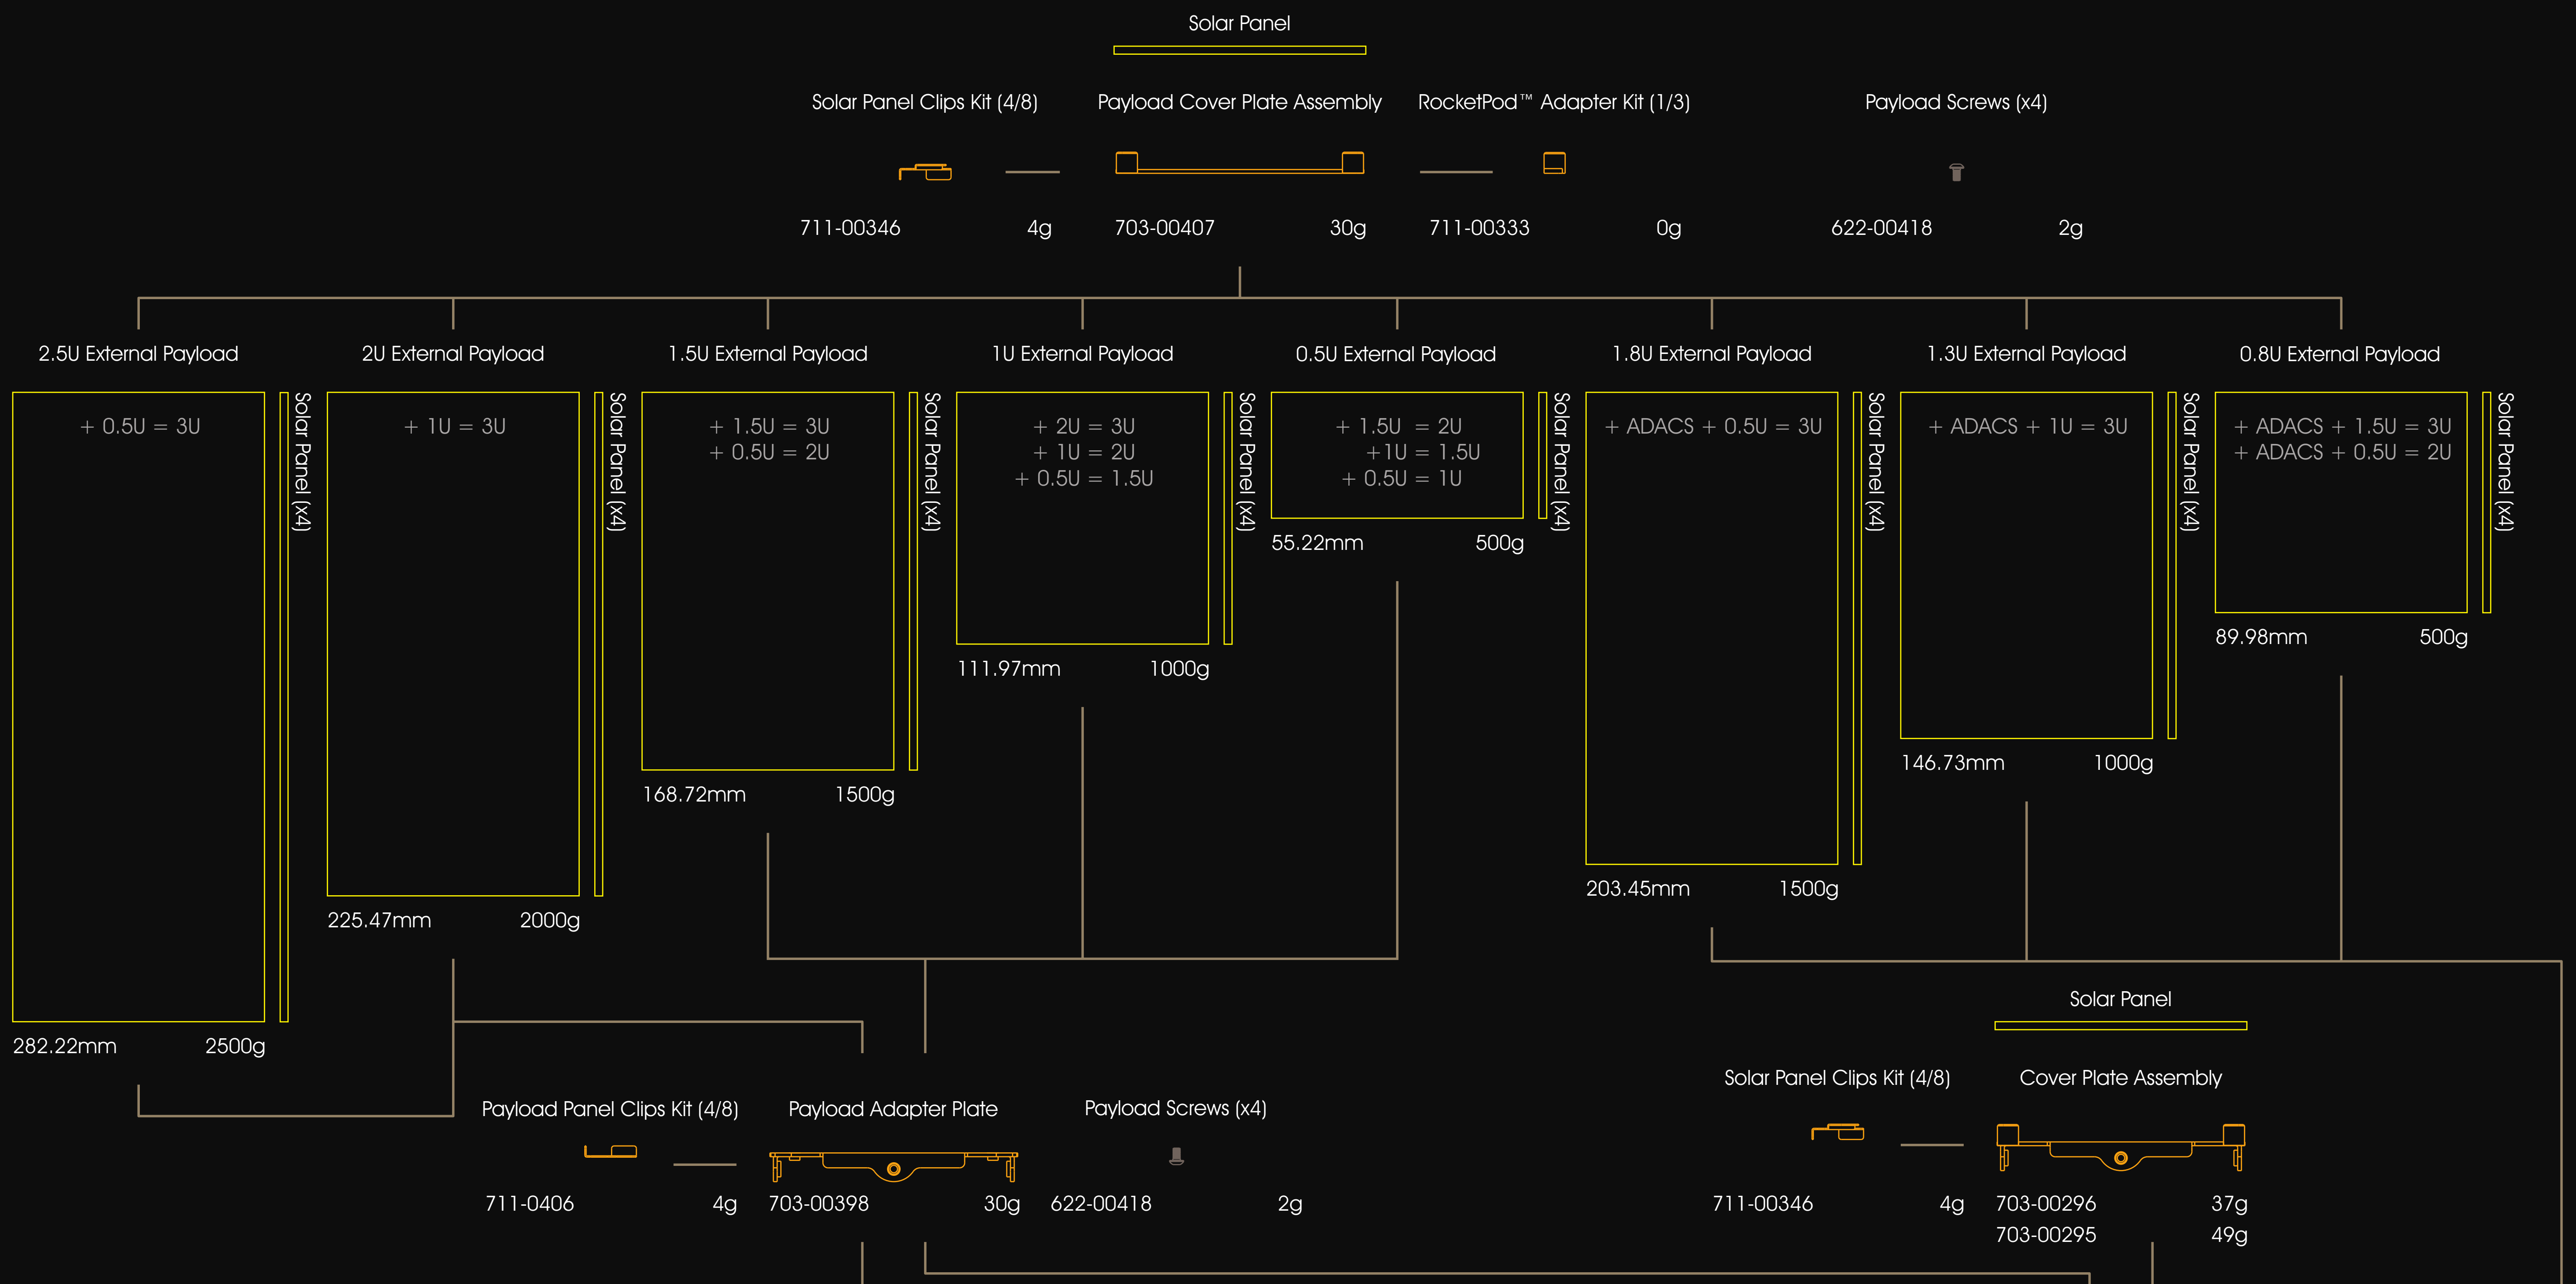 Solar Panel
Solar Panel Clips Kit (4/8)
Payload Cover Plate Assembly
RocketPod™ Adapter Kit (1/3)
Payload Screws (x4)
711-00346 4g
703-00407 30g
711-00333 0g
622-00418 2g
2.5U External Payload
+ 0.5U = 3U
Solar Panel (x4)
282.22mm 2500g
2U External Payload
+ 1U = 3U
Solar Panel (x4)
225.47mm 2000g
1.5U External Payload
+ 1.5U = 3U
+ 0.5U = 2U
Solar Panel (x4)
168.72mm 1500g
1U External Payload
+ 2U = 3U
+ 1U = 2U
+ 0.5U = 1.5U
Solar Panel (x4)
111.97mm 1000g
0.5U External Payload
+ 1.5U = 2U
+1U = 1.5U
+ 0.5U = 1U
Solar Panel (x4)
55.22mm 500g
1.8U External Payload
+ ADACS + 0.5U = 3U
Solar Panel (x4)
203.45mm 1500g
1.3U External Payload
+ ADACS + 1U = 3U
Solar Panel (x4)
146.73mm 1000g
0.8U External Payload
+ ADACS + 1.5U = 3U
+ ADACS + 0.5U = 2U
Solar Panel (x4)
89.98mm 500g
Payload Panel Clips Kit (4/8)
711-0406 4g
Payload Adapter Plate
703-00398 30g
Payload Screws (x4)
622-00418 2g
Solar Panel
Solar Panel Clips Kit (4/8)
711-00346 4g
Cover Plate Assembly
703-00296 37g
703-00295 49g